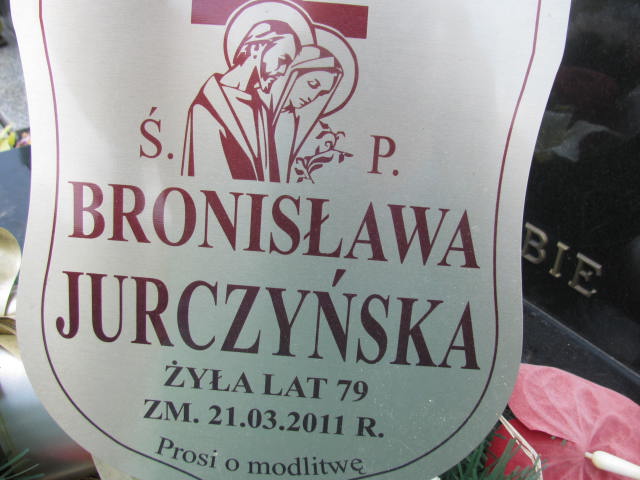 Ś. P.
BRONISŁAWA
JURCZYŃSKA
ŻYŁA LAT 79
ZM. 21.03.2011 R.
Prosi o modlitwę
BIE